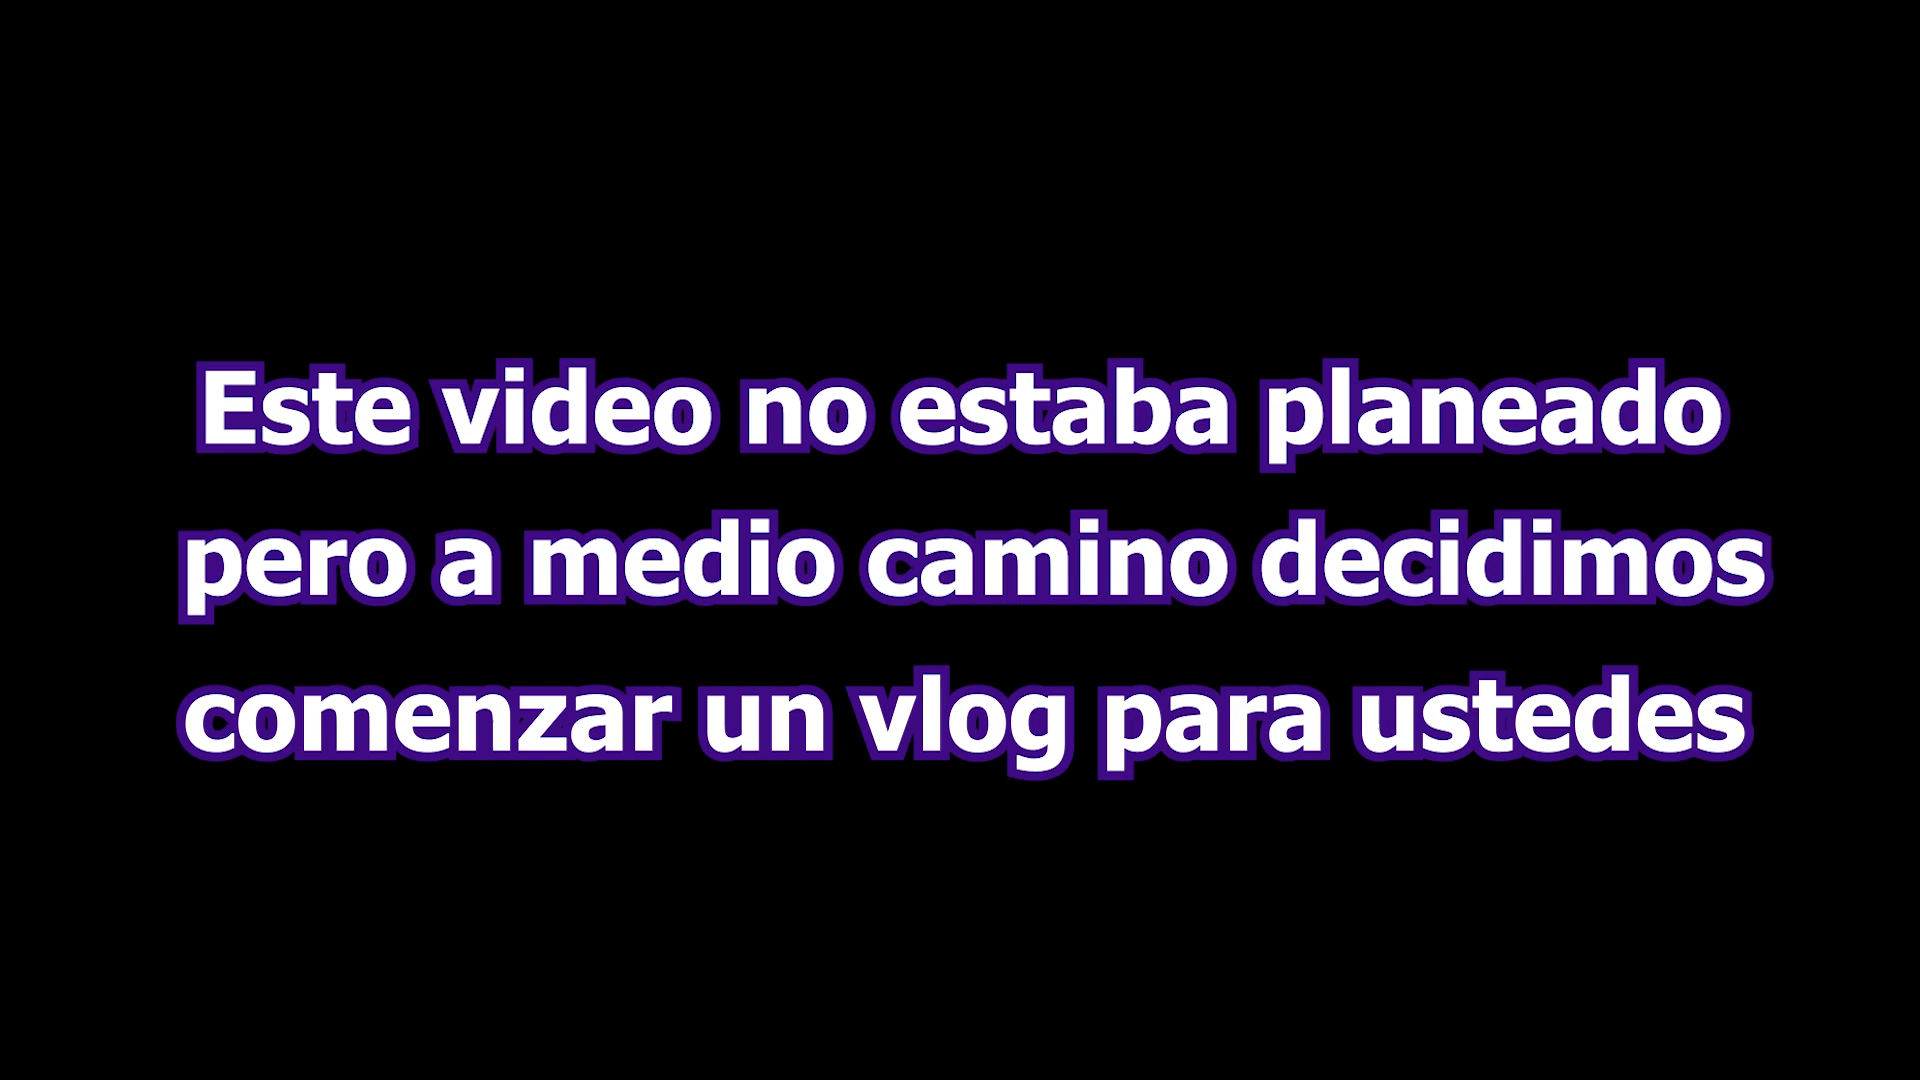 Este video no estaba planeado
pero a medio camino decidimos
comenzar un vlog para ustedes